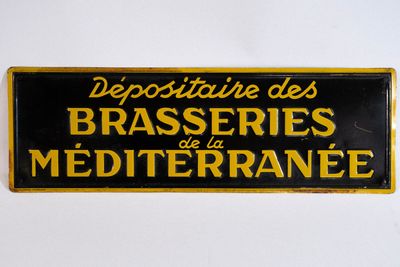 Dépositaire des
BRASSERIES
de la
MÉDITERRANÉE